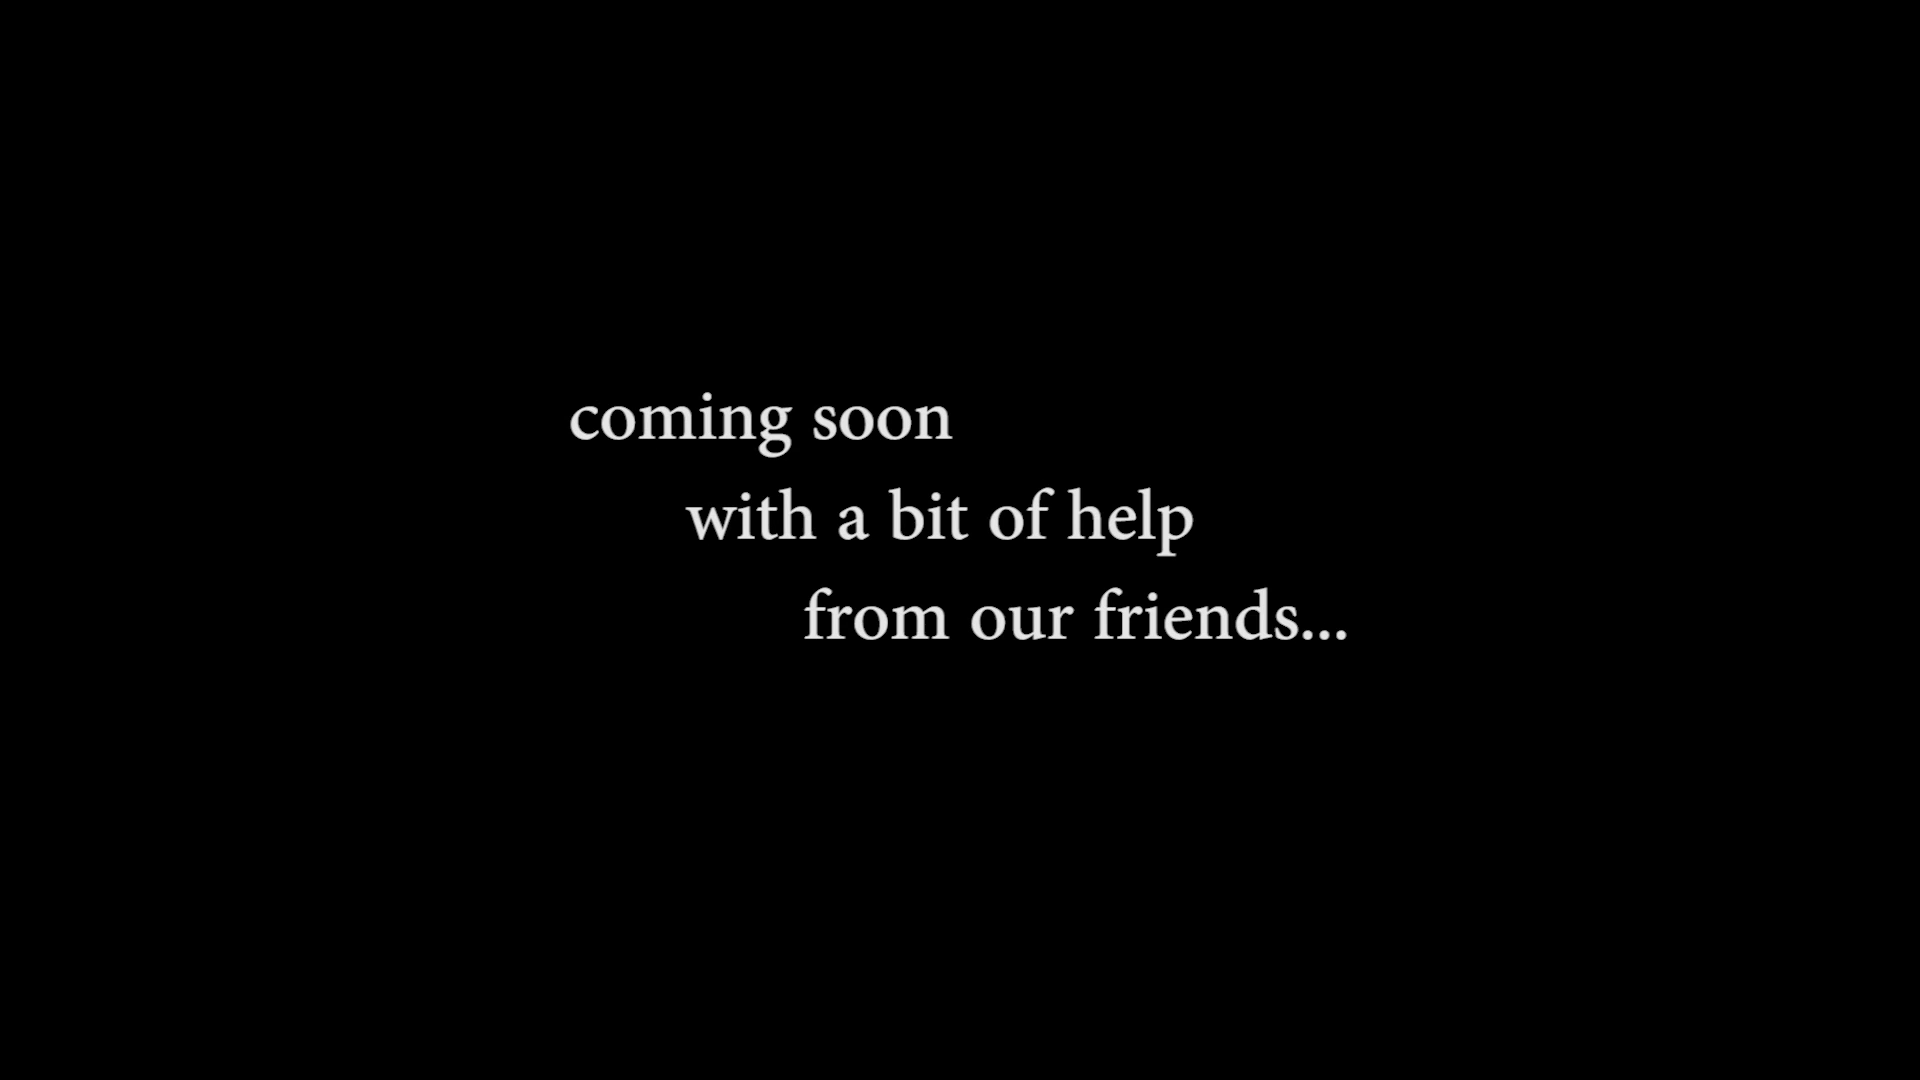 coming soon
with a bit of help
from our friends...